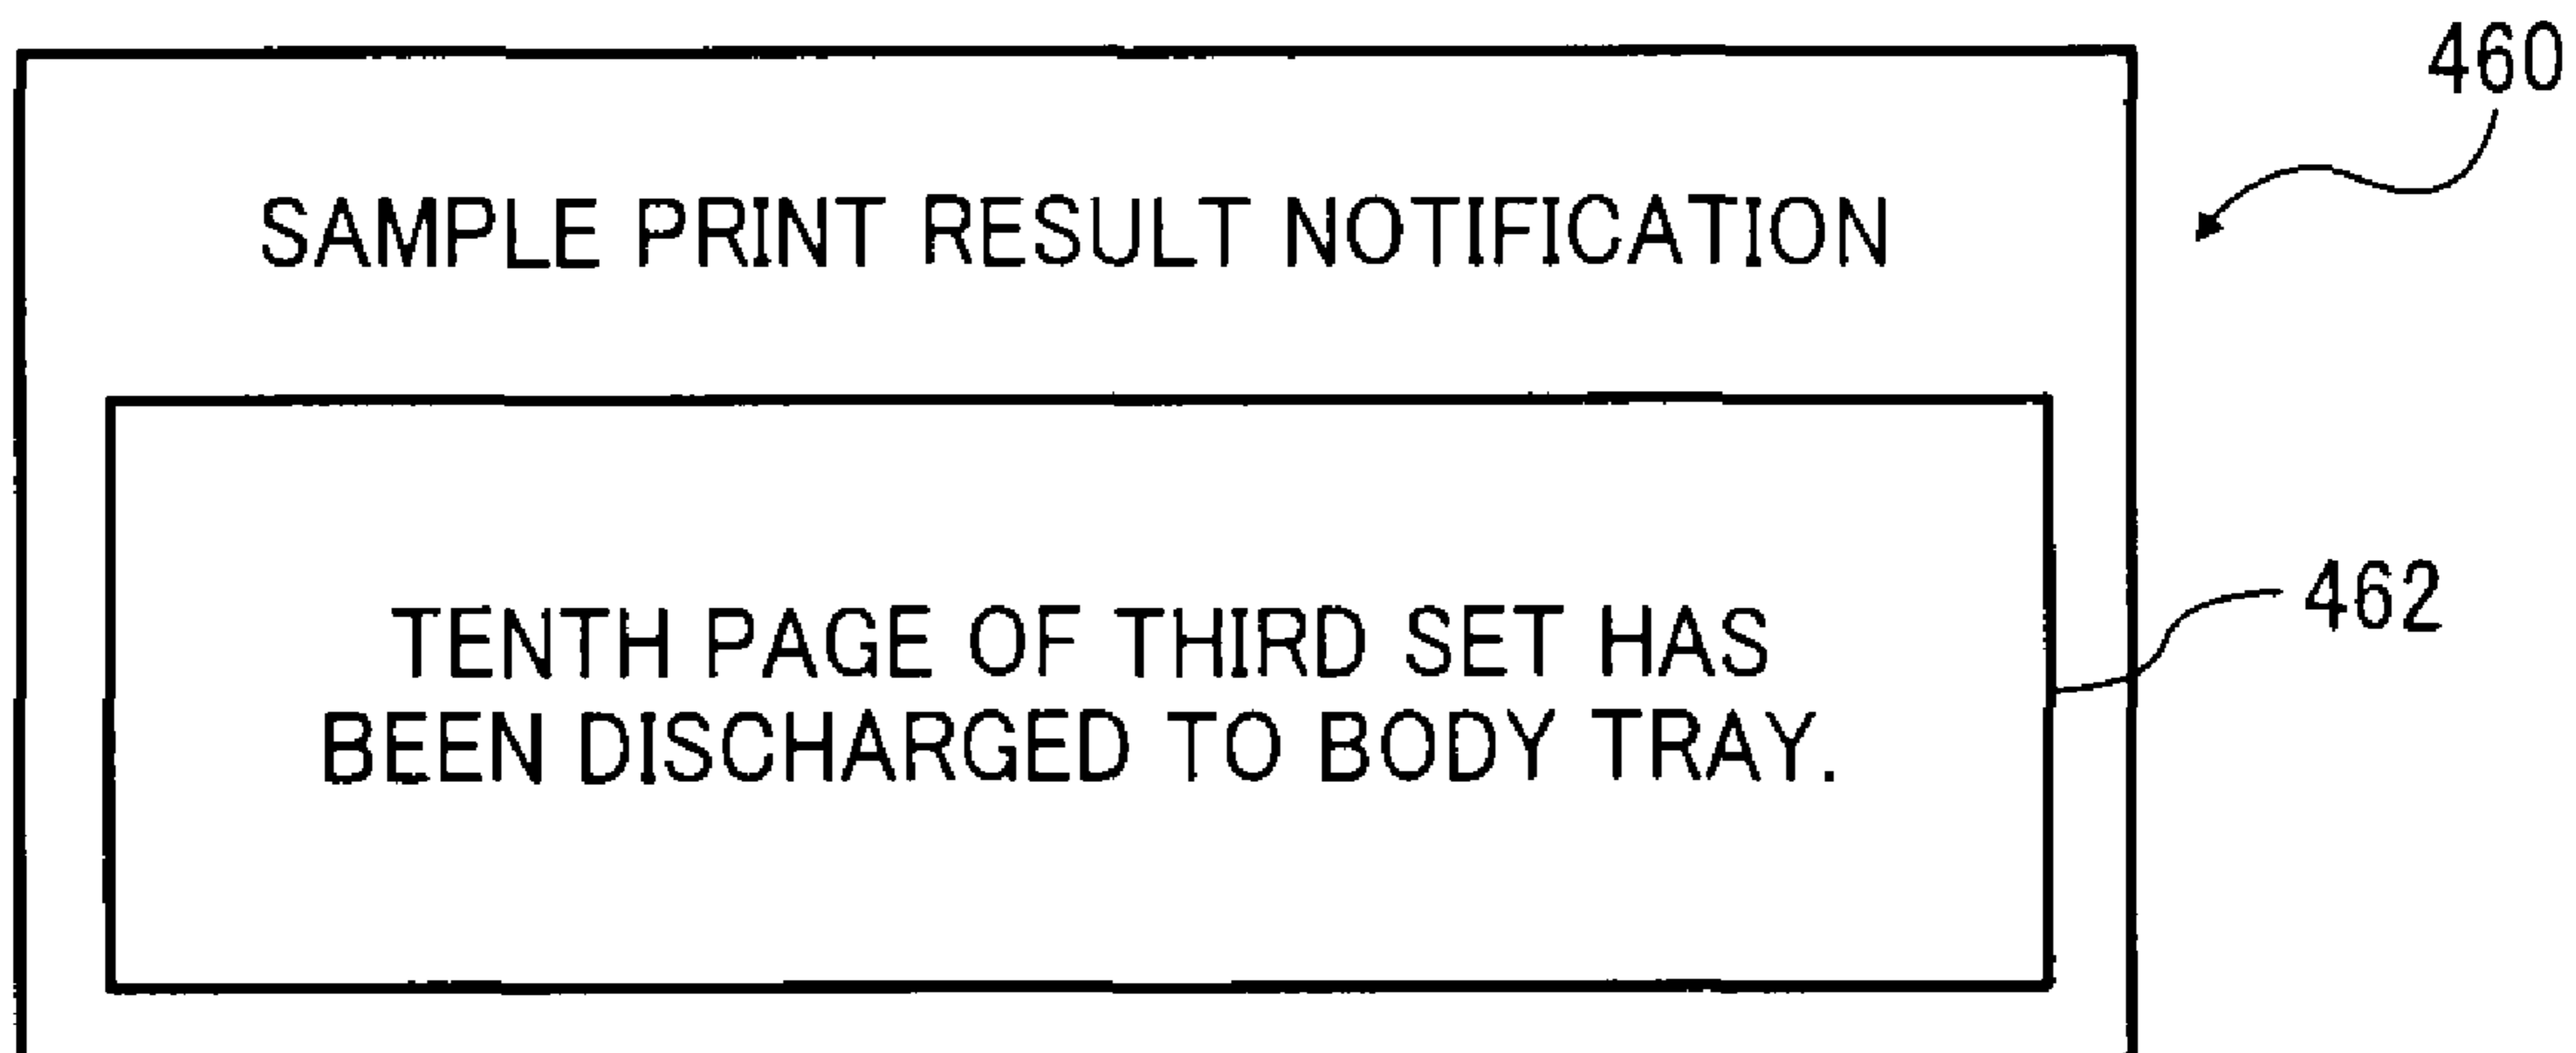 460
SAMPLE PRINT RESULT NOTIFICATION
TENTH PAGE OF THIRD SET HAS
BEEN DISCHARGED TO BODY TRAY.
462